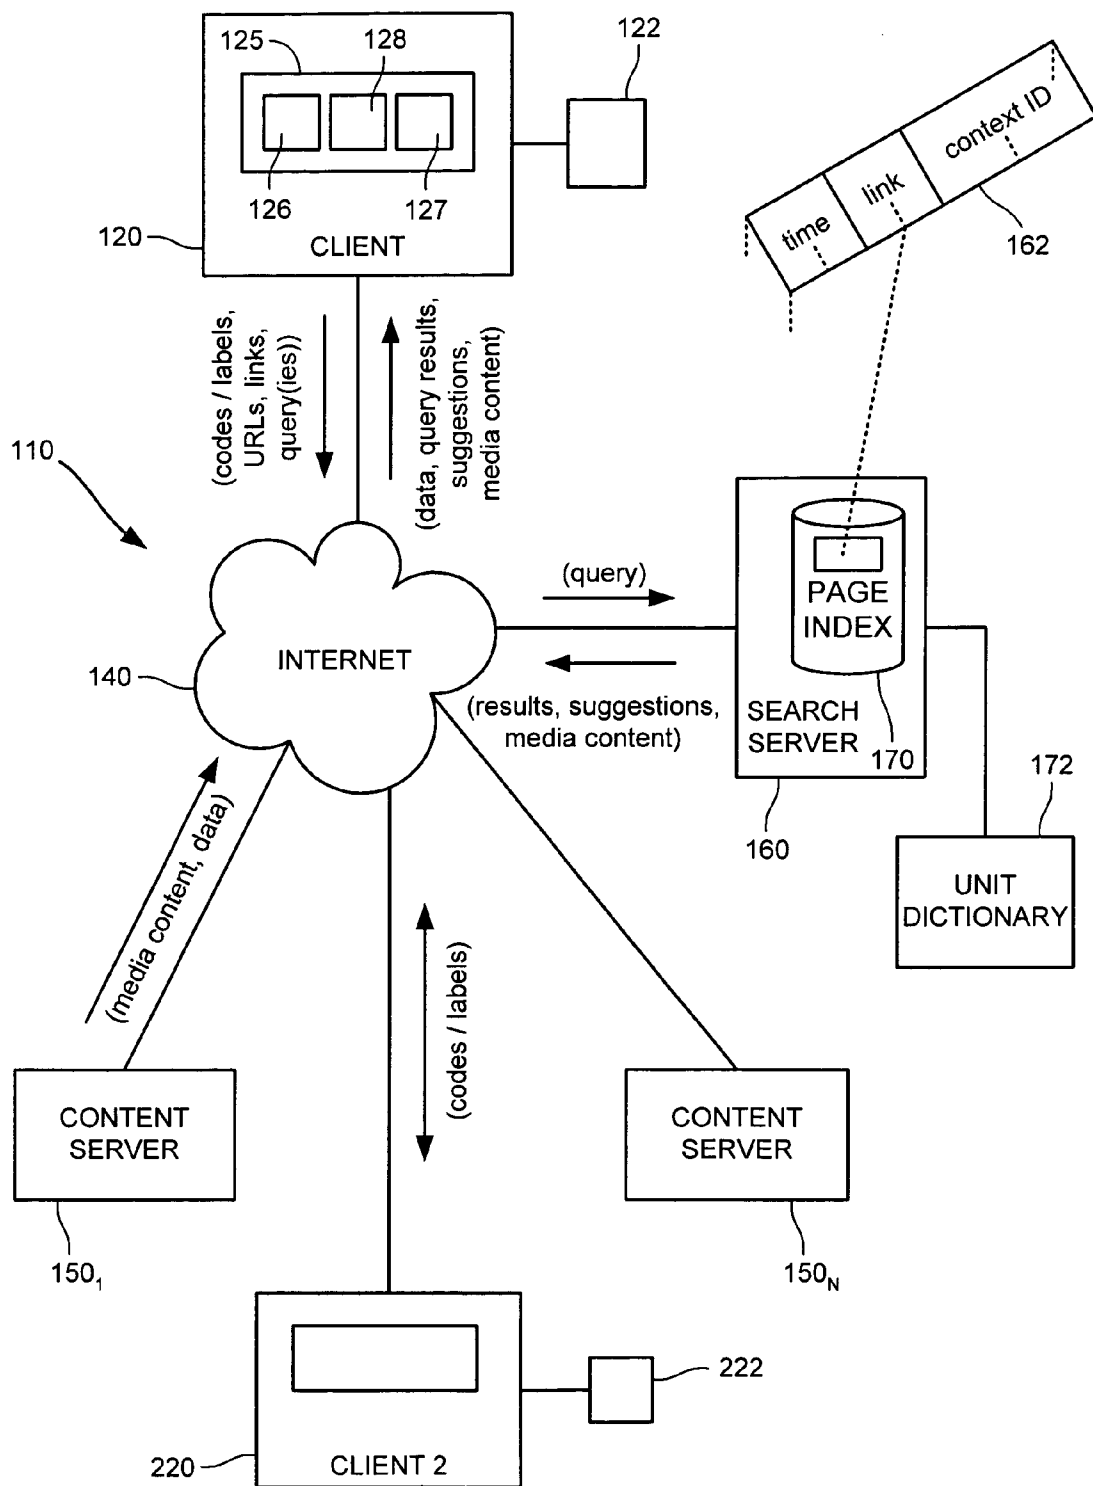 125
128
122
126
127
120
CLIENT
time
link
context ID
162
(codes / labels,
URLs, links,
query(ies))
(data, query results,
suggestions,
media content)
110
(query)
PAGE
INDEX
INTERNET
140
(results, suggestions,
media content)
SEARCH
SERVER
170
172
160
UNIT
DICTIONARY
(media content, data)
(codes / labels)
CONTENT
SERVER
CONTENT
SERVER
150₁
150N
222
220
CLIENT 2